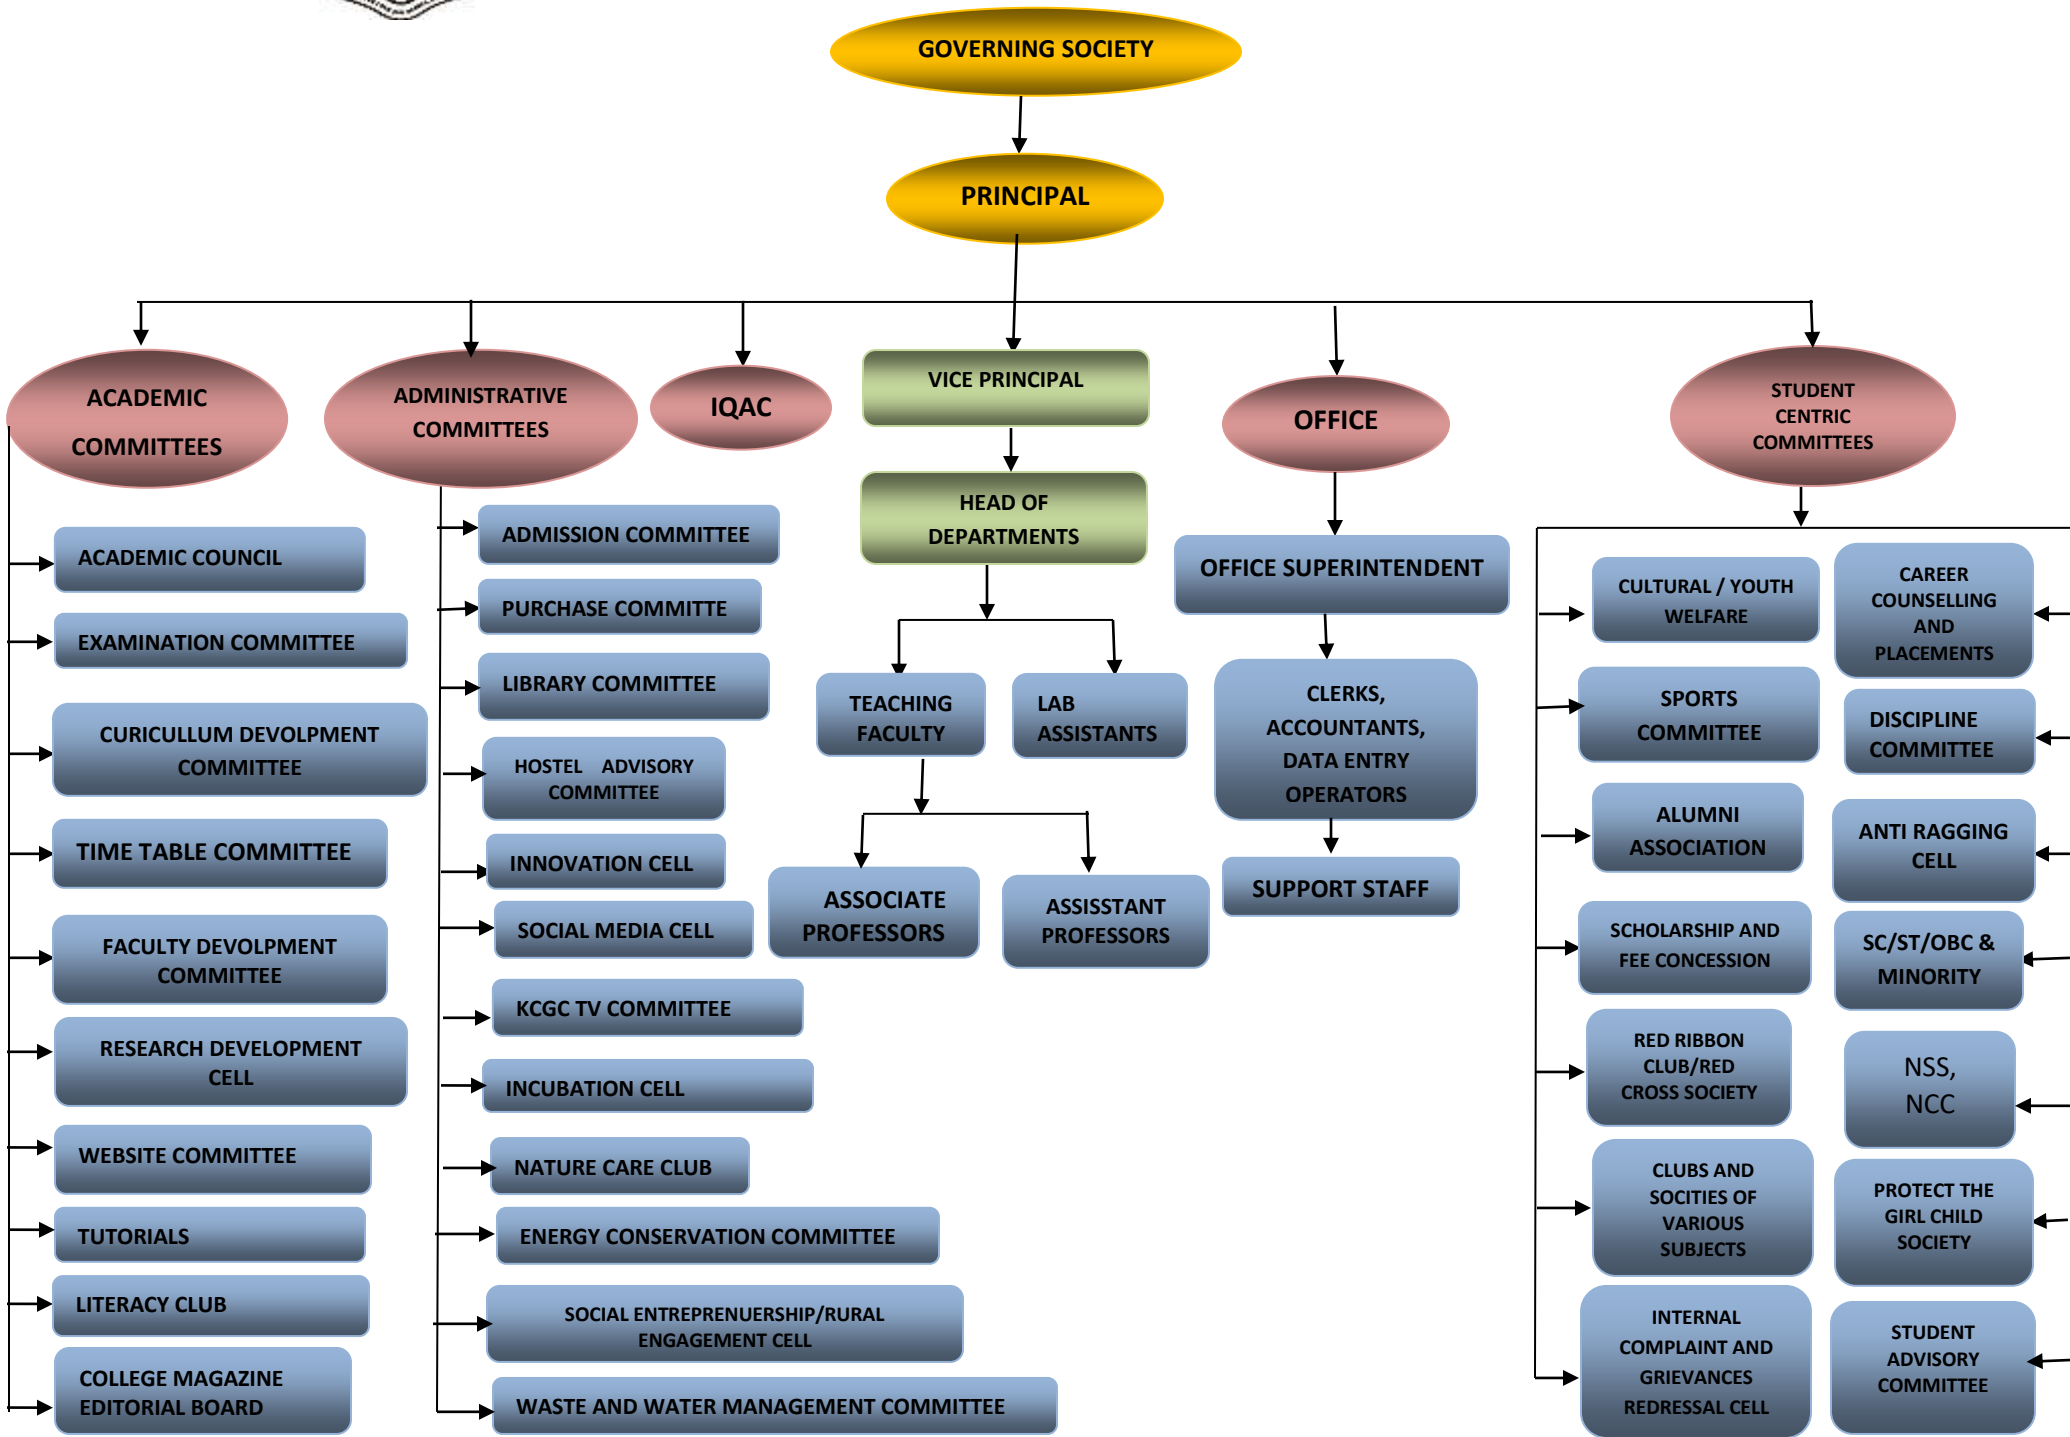 GOVERNING SOCIETY
PRINCIPAL
ACADEMIC
COMMITTEES
ADMINISTRATIVE
COMMITTEES
IQAC
VICE PRINCIPAL
OFFICE
STUDENT
CENTRIC
COMMITTEES
ACADEMIC COUNCIL
EXAMINATION COMMITTEE
CURICULLUM DEVOLPMENT
COMMITTEE
TIME TABLE COMMITTEE
FACULTY DEVOLPMENT
COMMITTEE
RESEARCH DEVELOPMENT
CELL
WEBSITE COMMITTEE
TUTORIALS
LITERACY CLUB
COLLEGE MAGAZINE
EDITORIAL BOARD
ADMISSION COMMITTEE
PURCHASE COMMITTE
LIBRARY COMMITTEE
HOSTEL ADVISORY
COMMITTEE
INNOVATION CELL
SOCIAL MEDIA CELL
KCGC TV COMMITTEE
INCUBATION CELL
NATURE CARE CLUB
ENERGY CONSERVATION COMMITTEE
SOCIAL ENTREPRENUERSHIP/RURAL
ENGAGEMENT CELL
WASTE AND WATER MANAGEMENT COMMITTEE
HEAD OF
DEPARTMENTS
TEACHING
FACULTY
LAB
ASSISTANTS
ASSOCIATE
PROFESSORS
ASSISSTANT
PROFESSORS
OFFICE SUPERINTENDENT
CLERKS,
ACCOUNTANTS,
DATA ENTRY
OPERATORS
SUPPORT STAFF
CULTURAL / YOUTH
WELFARE
SPORTS
COMMITTEE
ALUMNI
ASSOCIATION
SCHOLARSHIP AND
FEE CONCESSION
RED RIBBON
CLUB/RED
CROSS SOCIETY
CLUBS AND
SOCITIES OF
VARIOUS
SUBJECTS
INTERNAL
COMPLAINT AND
GRIEVANCES
REDRESSAL CELL
CAREER
COUNSELLING
AND
PLACEMENTS
DISCIPLINE
COMMITTEE
ANTI RAGGING
CELL
SC/ST/OBC &
MINORITY
NSS,
NCC
PROTECT THE
GIRL CHILD
SOCIETY
STUDENT
ADVISORY
COMMITTEE